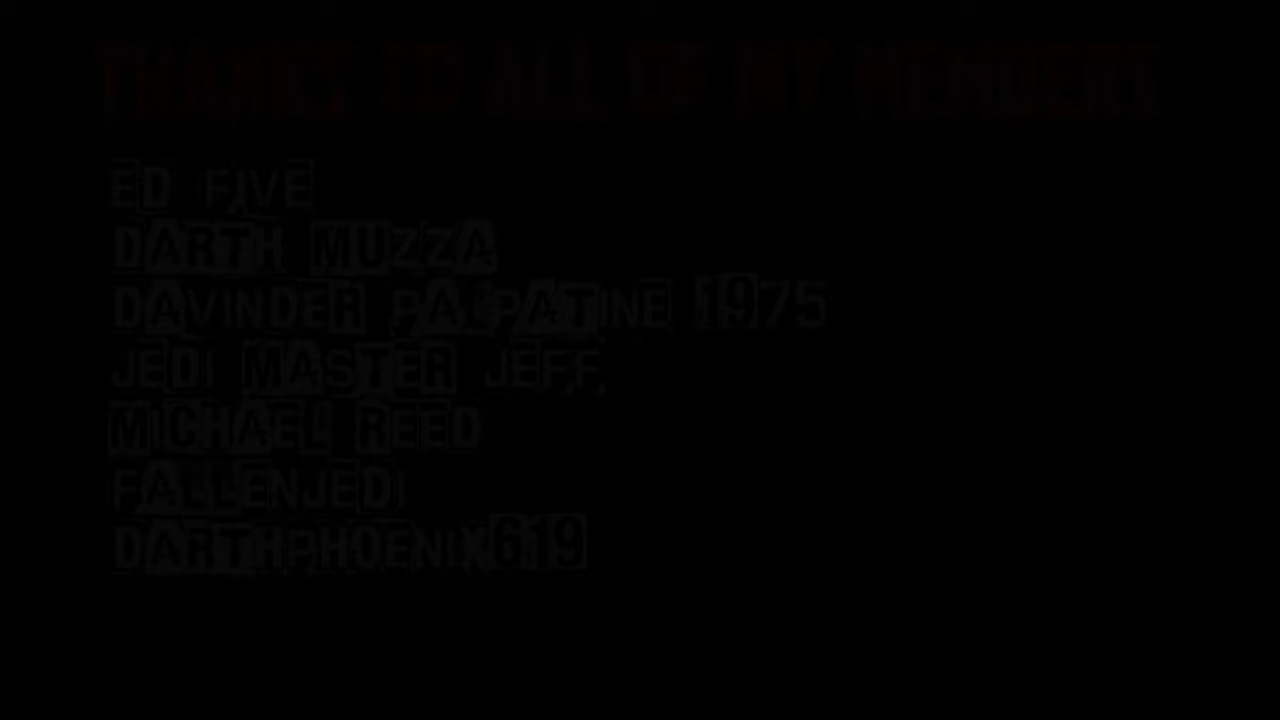 THANKS TO ALL OF MY MEMBERS
ED FIVE
DARTH MUZZA
DAVINDER PALPATINE 1975
JEDI MASTER JEFF,
MICHAEL REED
FALLENJEDI
DARTHPHOENIX619